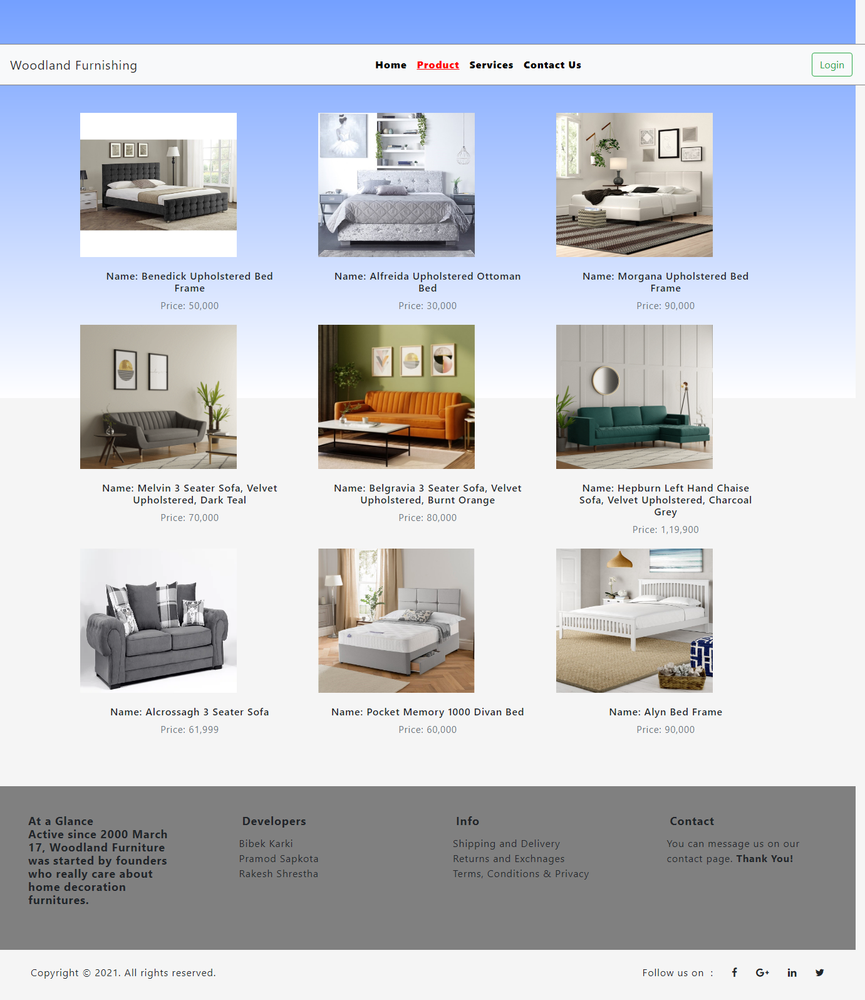 Woodland Furnishing
Home Product Services Contact Us
Login
Name: Benedick Upholstered Bed
Frame
Price: 50,000
Name: Alfreida Upholstered Ottoman
Bed
Price: 30,000
Name: Morgana Upholstered Bed
Frame
Price: 90,000
Name: Melvin 3 Seater Sofa, Velvet
Upholstered, Dark Teal
Price: 70,000
Name: Belgravia 3 Seater Sofa, Velvet
Upholstered, Burnt Orange
Price: 80,000
Name: Hepburn Left Hand Chaise
Sofa, Velvet Upholstered, Charcoal
Grey
Price: 1,19,900
Name: Alcrossagh 3 Seater Sofa
Price: 61,999
Name: Pocket Memory 1000 Divan Bed
Price: 60,000
Name: Alyn Bed Frame
Price: 90,000
At a Glance
Active since 2000 March
17, Woodland Furniture
was started by founders
who really care about
home decoration
furnitures.
Developers
Bibek Karki
Pramod Sapkota
Rakesh Shrestha
Info
Shipping and Delivery
Returns and Exchnages
Terms, Conditions & Privacy
Contact
You can message us on our
contact page. Thank You!
Copyright © 2021. All rights reserved.
Follow us on :